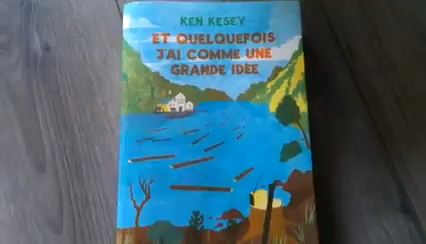 KEN KESEY
ET QUELQUEFOIS
J'AI COMME UNE
GRANDE IDÉE